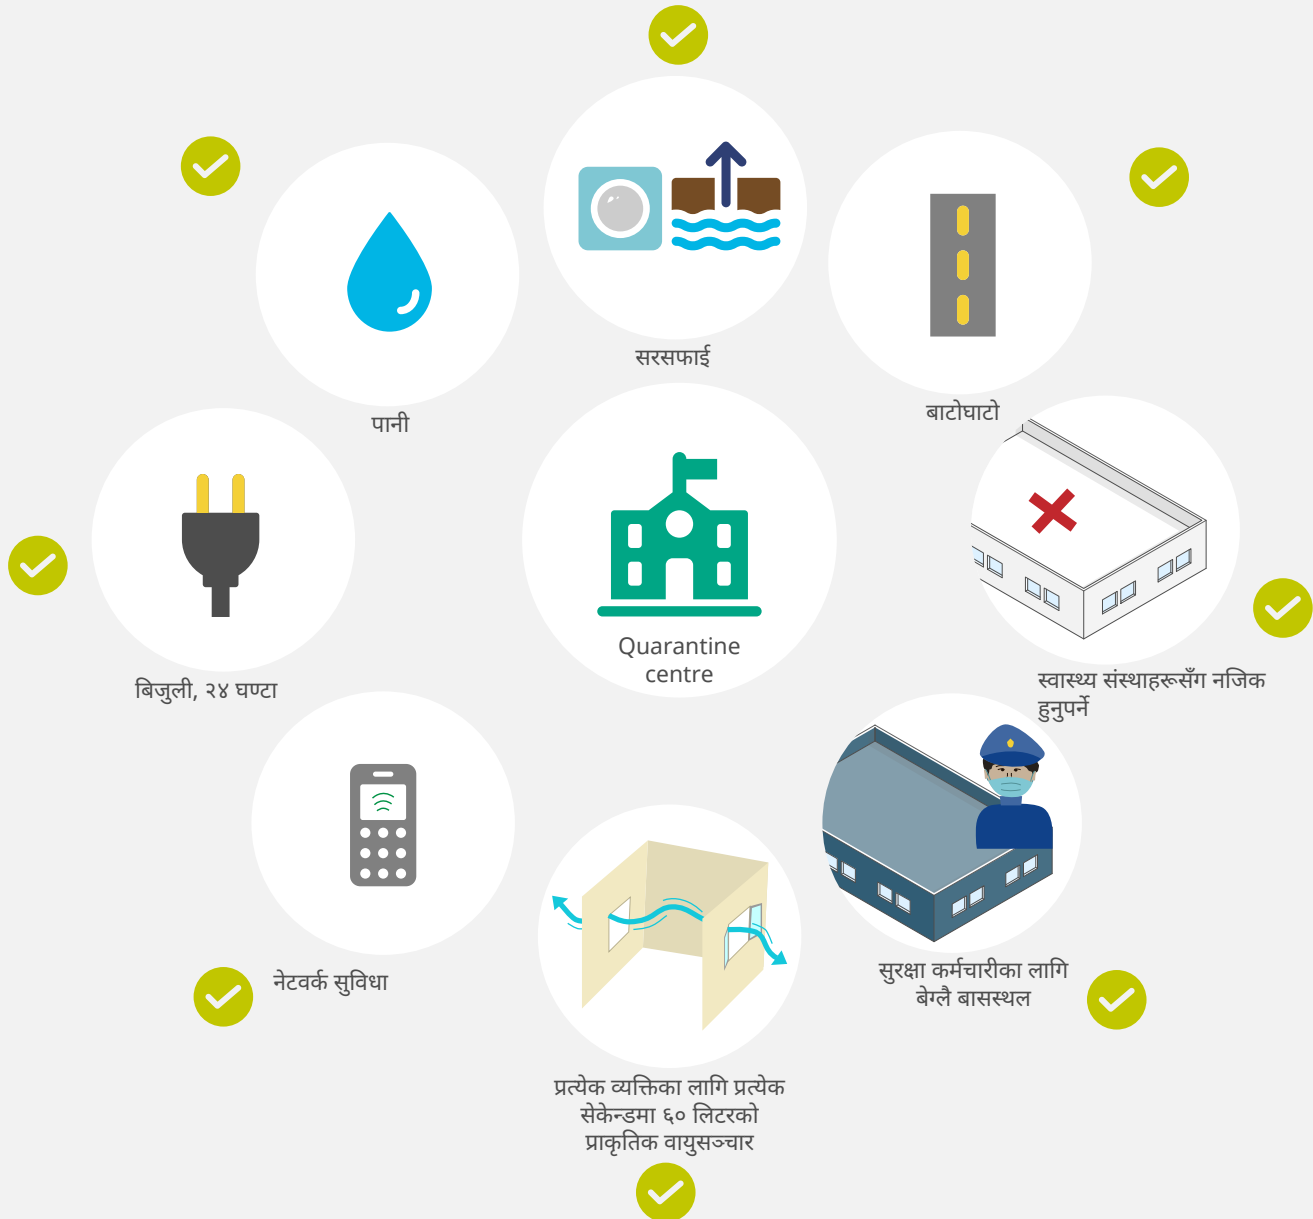 सरसफाई
पानी
बाटोघाटो
Quarantine
centre
बिजुली, २४ घण्टा
स्वास्थ्य संस्थाहरूसँग नजिक
हुनुपर्ने
नेटवर्क सुविधा
सुरक्षा कर्मचारीका लागि
बेग्लै बासस्थल
प्रत्येक व्यक्तिका लागि प्रत्येक
सेकेन्डमा ६० लिटरको
प्राकृतिक वायुसञ्चार